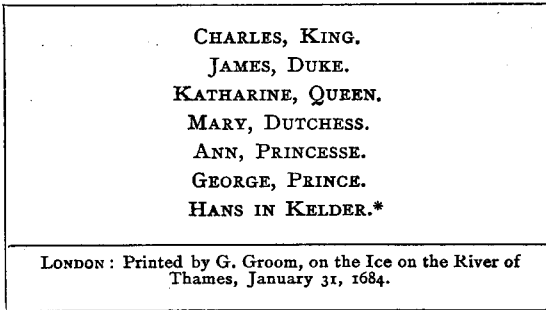 CHARLES, KING.
JAMES, DUKE.
KATHARINE, QUEEN.
MARY, DUTCHESS.
ANN, PRINCESSE.
GEORGE, PRINCE.
HANS IN KELDER.*
LONDON: Printed by G. Groom, on the Ice on the River of
Thames, January 31, 1684.